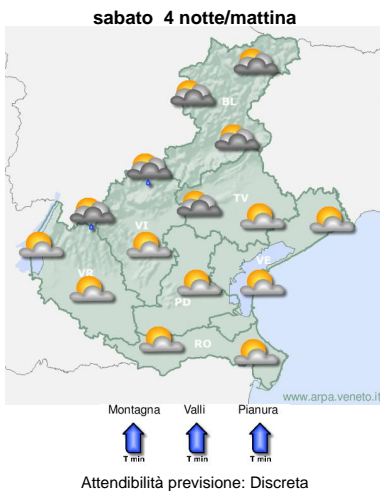 sabato 4 notte/mattina
BL
TV
VI
VE
VR
PD
RO
www.arpa.veneto.it
Montagna Valli Pianura
T min T min T min
Attendibilità previsione: Discreta